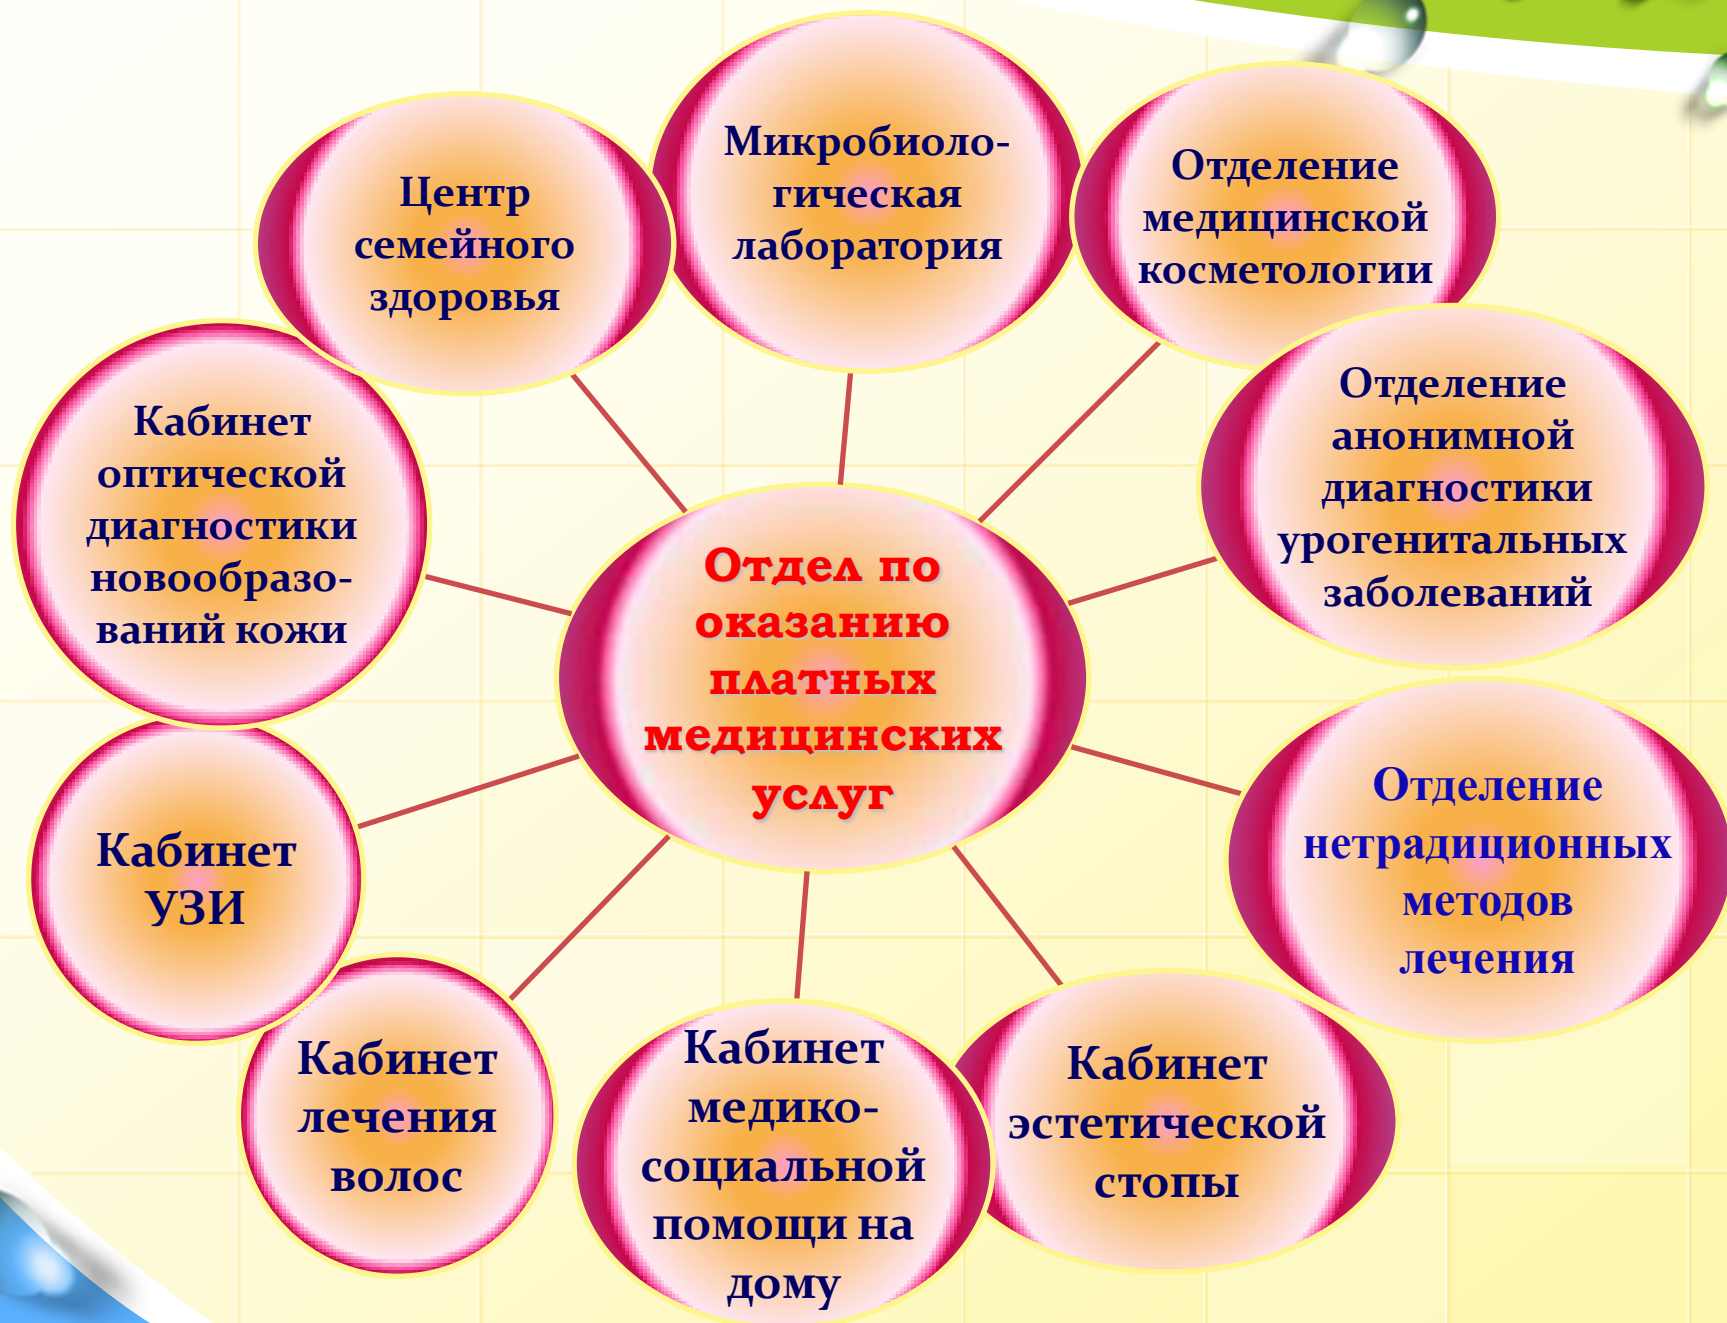 Микробиоло-
гическая
лаборатория
Отделение
медицинской
косметологии
Отделение
анонимной
диагностики
урогенитальных
заболеваний
Отделение
нетрадиционных
методов
лечения
Кабинет
эстетической
стопы
Кабинет
медико-
социальной
помощи на
дому
Кабинет
лечения
волос
Кабинет
УЗИ
Кабинет
оптической
диагностики
новообразо-
ваний кожи
Центр
семейного
здоровья
Отдел по
оказанию
платных
медицинских
услуг